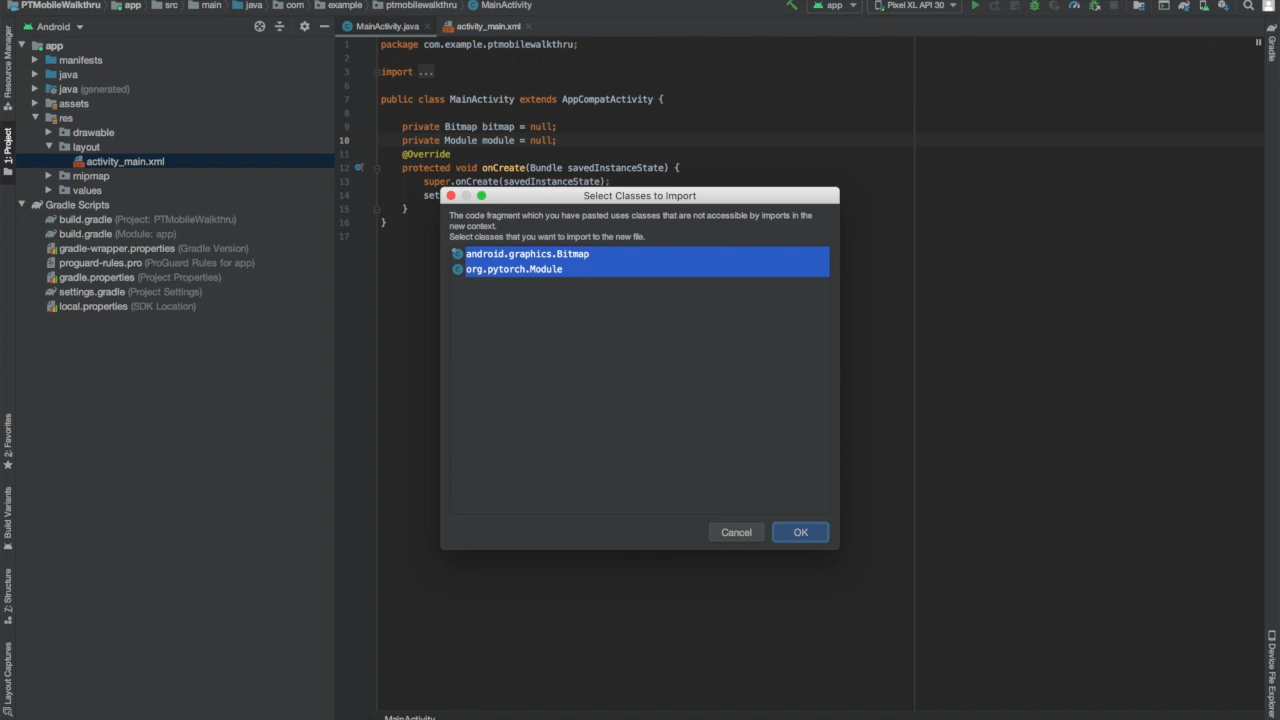 PTMobileWalkthru app src main java com example ptmobilewalkthru MainActivity app Pixel XL API 30
Android MainActivity.java activity_main.xml
Resource Manager
1: Project
2: Favorites
Build Variants
Z: Structure
Layout Captures
app
manifests
java
java (generated)
assets
res
drawable
layout
activity_main.xml
mipmap
values
Gradle Scripts
build.gradle (Project: PTMobileWalkthru)
build.gradle (Module: app)
gradle-wrapper.properties (Gradle Version)
proguard-rules.pro (ProGuard Rules for app)
gradle.properties (Project Properties)
settings.gradle (Project Settings)
local.properties (SDK Location)
1 package com.example.ptmobilewalkthru;
2
3 import ...
6
7 public class MainActivity extends AppCompatActivity {
8
9 private Bitmap bitmap = null;
10 private Module module = null;
11 @Override
12 protected void onCreate(Bundle savedInstanceState) {
13 super.onCreate(savedInstanceState);
14 set
15 }
16 }
17
Select Classes to Import
The code fragment which you have pasted uses classes that are not accessible by imports in the
new context.
Select classes that you want to import to the new file.
android.graphics.Bitmap
org.pytorch.Module
Cancel OK
MainActivity
Gradle
Device File Explorer